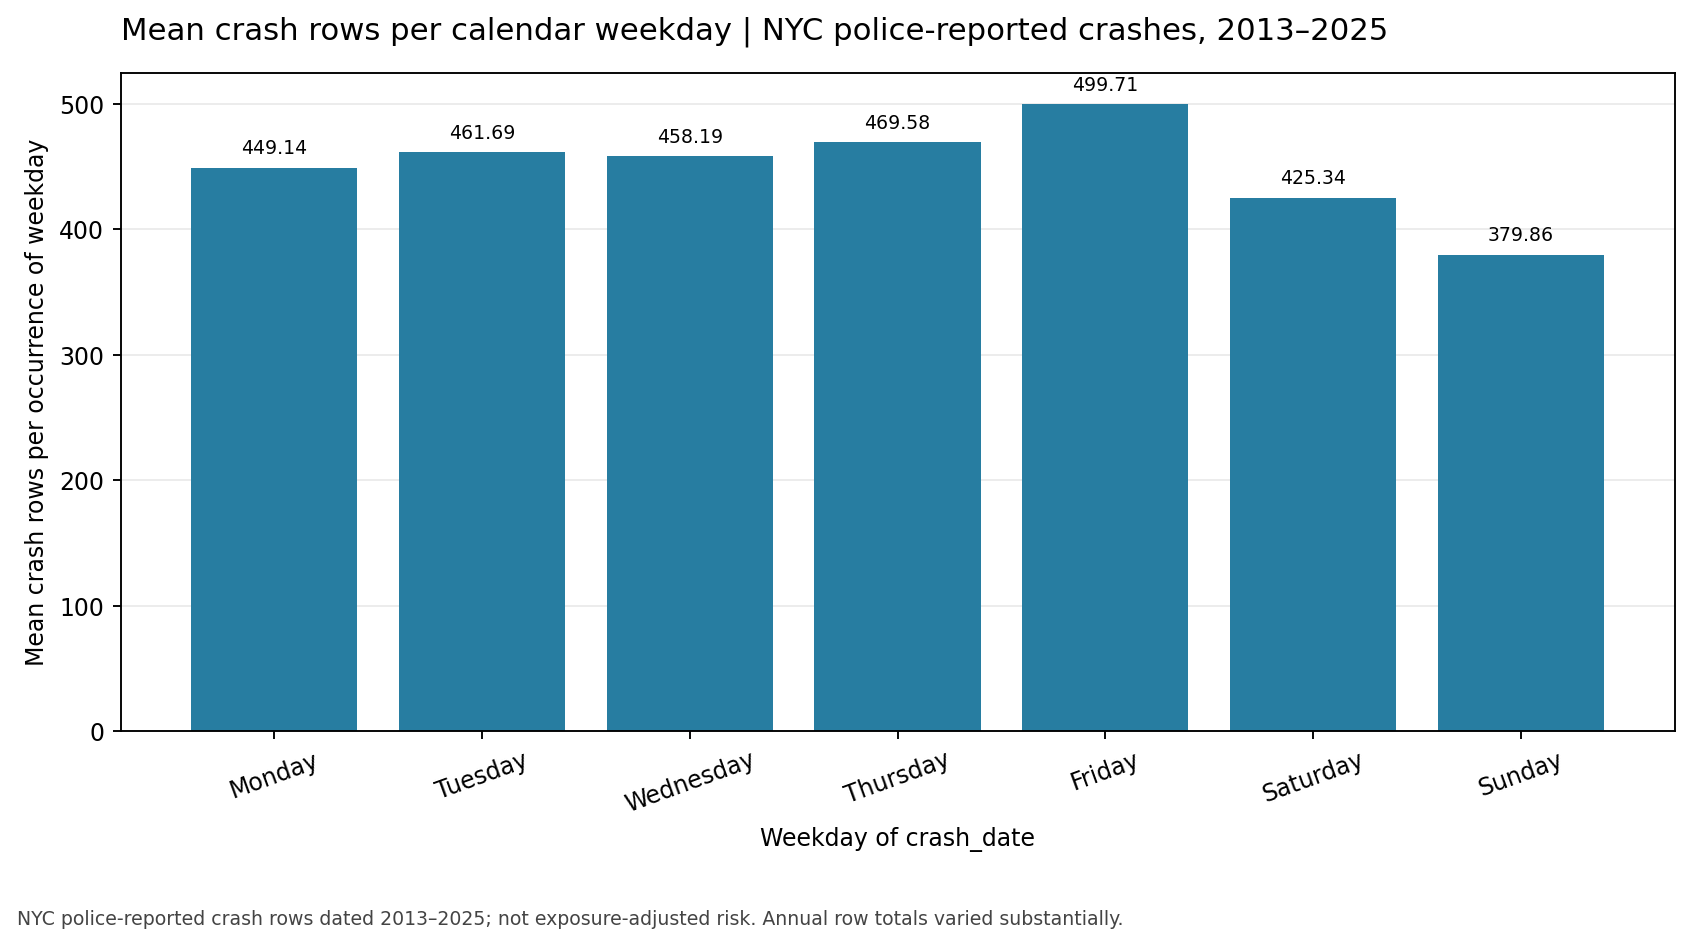 Mean crash rows per calendar weekday | NYC police-reported crashes, 2013–2025
Mean crash rows per occurrence of weekday
500
400
300
200
100
0
449.14
461.69
458.19
469.58
499.71
425.34
379.86
Monday
Tuesday
Wednesday
Thursday
Friday
Saturday
Sunday
Weekday of crash_date
NYC police-reported crash rows dated 2013–2025; not exposure-adjusted risk. Annual row totals varied substantially.